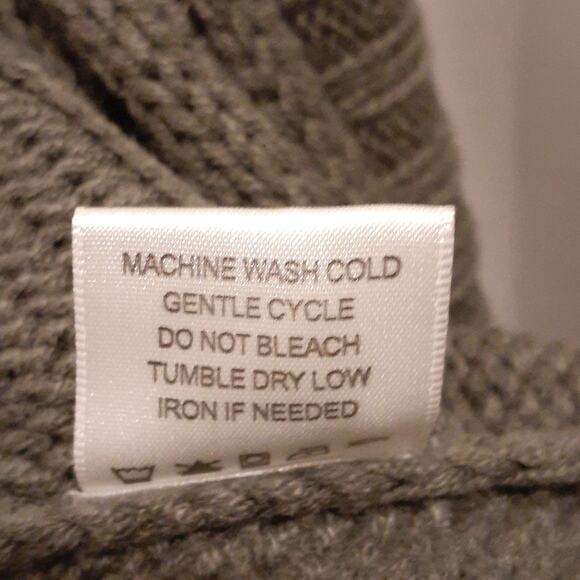 MACHINE WASH COLD
GENTLE CYCLE
DO NOT BLEACH
TUMBLE DRY LOW
IRON IF NEEDED